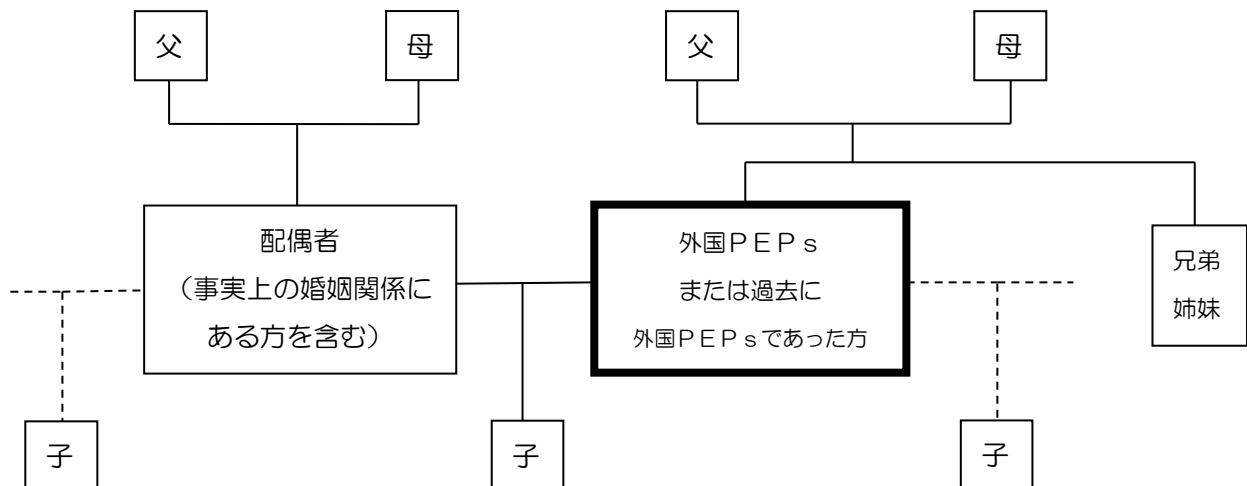 父
母
父
母
配偶者
（事実上の婚姻関係に
ある方を含む）
外国ＰＥＰｓ
または過去に
外国ＰＥＰｓであった方
兄弟
姉妹
子
子
子